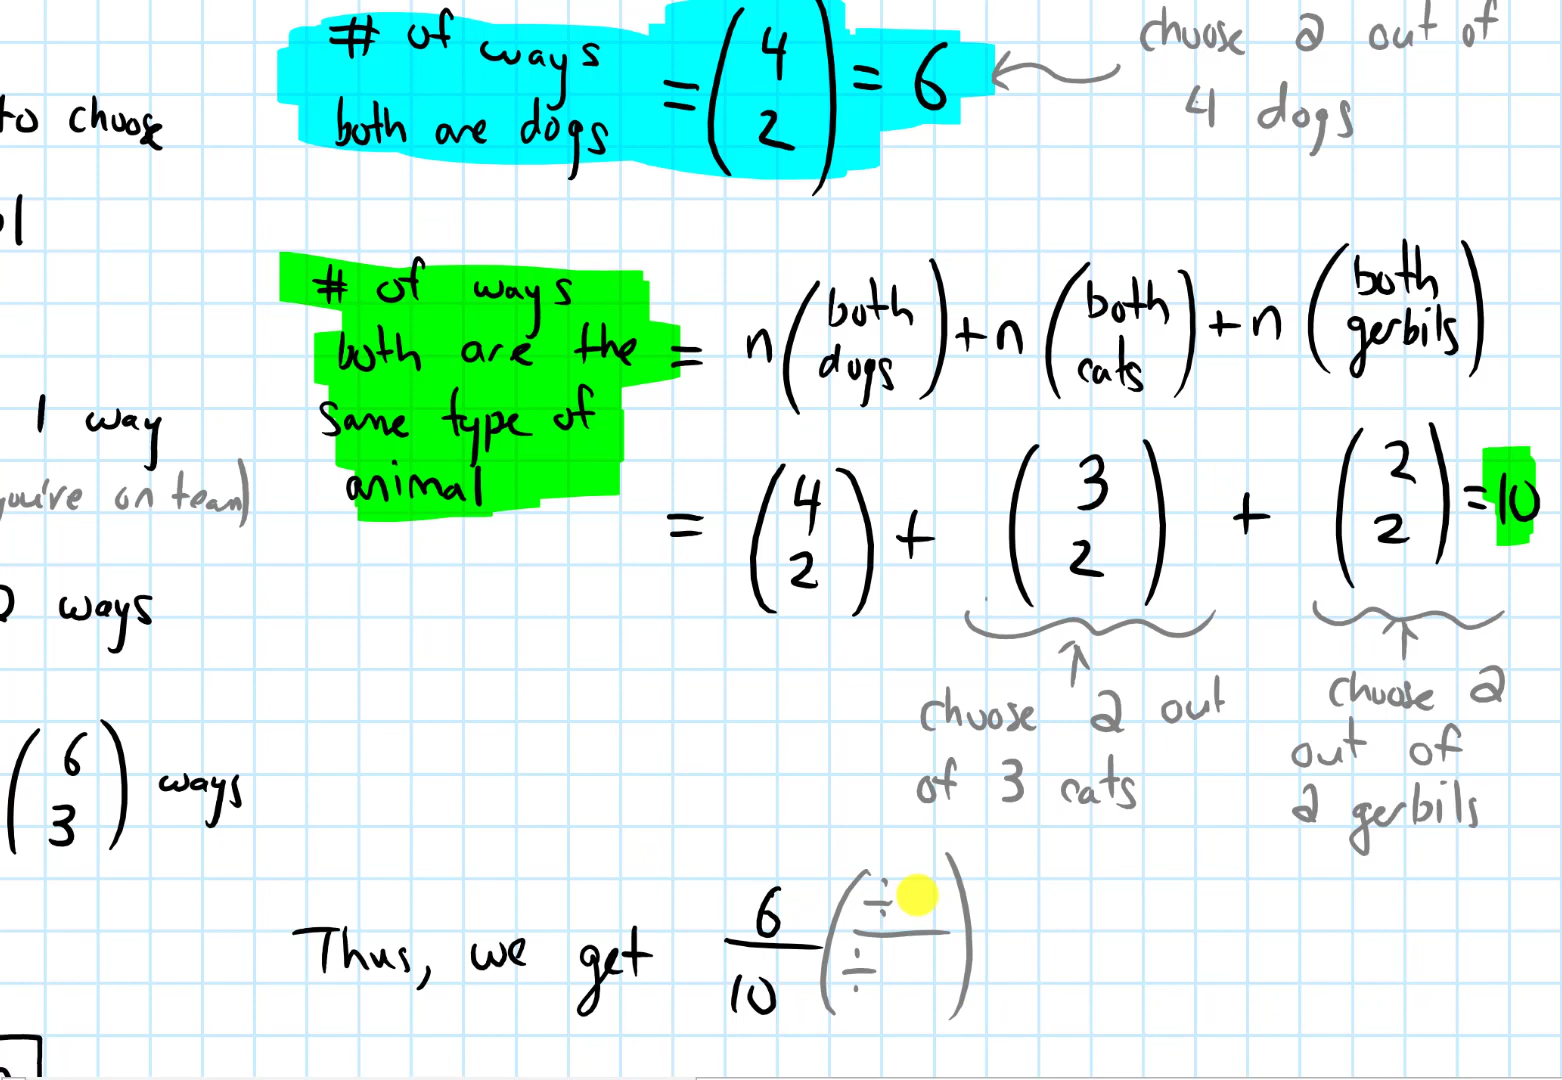 # of ways
both are dogs
= (4 2) = 6
choose 2 out of
4 dogs
to choose
# of ways
both are the
same type of
animal
= n(both dogs) + n(both cats) + n(both gerbils)
= (4 2) + (3 2) + (2 2) = 10
1 way
you're on team)
ways
choose 2 out
of 3 cats
choose 2
out of
2 gerbils
(6 3) ways
Thus, we get 6/10 (÷/÷)